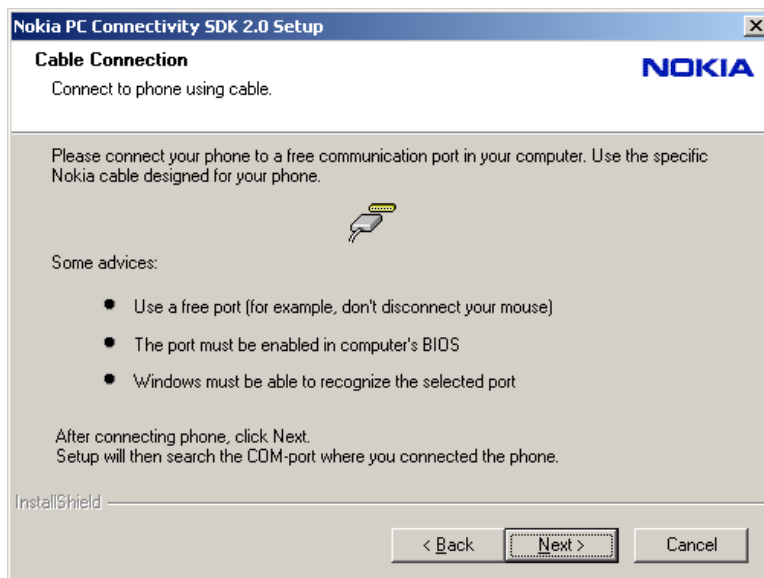 Nokia PC Connectivity SDK 2.0 Setup
Cable Connection
Connect to phone using cable.
NOKIA
Please connect your phone to a free communication port in your computer. Use the specific
Nokia cable designed for your phone.
Some advices:
Use a free port (for example, don't disconnect your mouse)
The port must be enabled in computer's BIOS
Windows must be able to recognize the selected port
After connecting phone, click Next.
Setup will then search the COM-port where you connected the phone.
InstallShield
< Back
Next >
Cancel